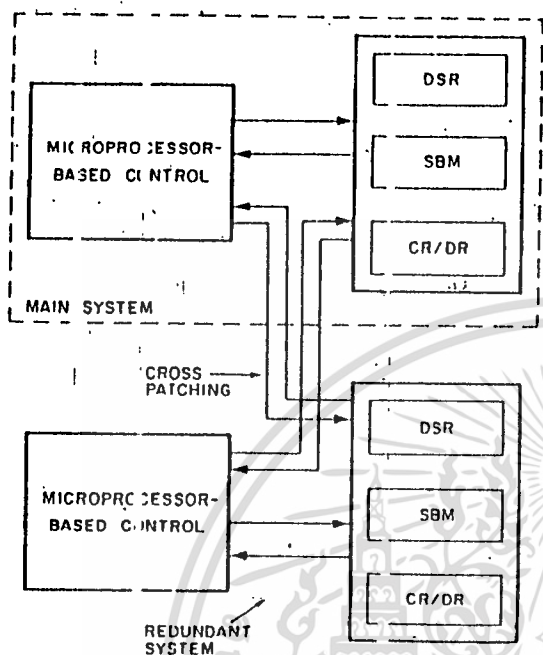 MICROPROCESSOR-
BASED CONTROL
DSR
SBM
CR/DR
MAIN SYSTEM
CROSS
PATCHING
MICROPROCESSOR-
BASED CONTROL
DSR
SBM
CR/DR
REDUNDANT
SYSTEM